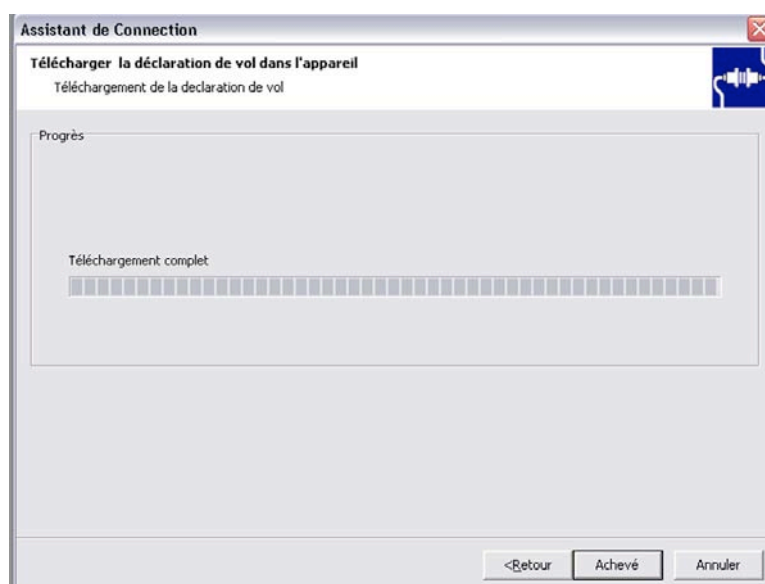 Assistant de Connection
Télécharger la déclaration de vol dans l'appareil
Téléchargement de la declaration de vol
Progrès
Téléchargement complet
<Retour Achevé Annuler